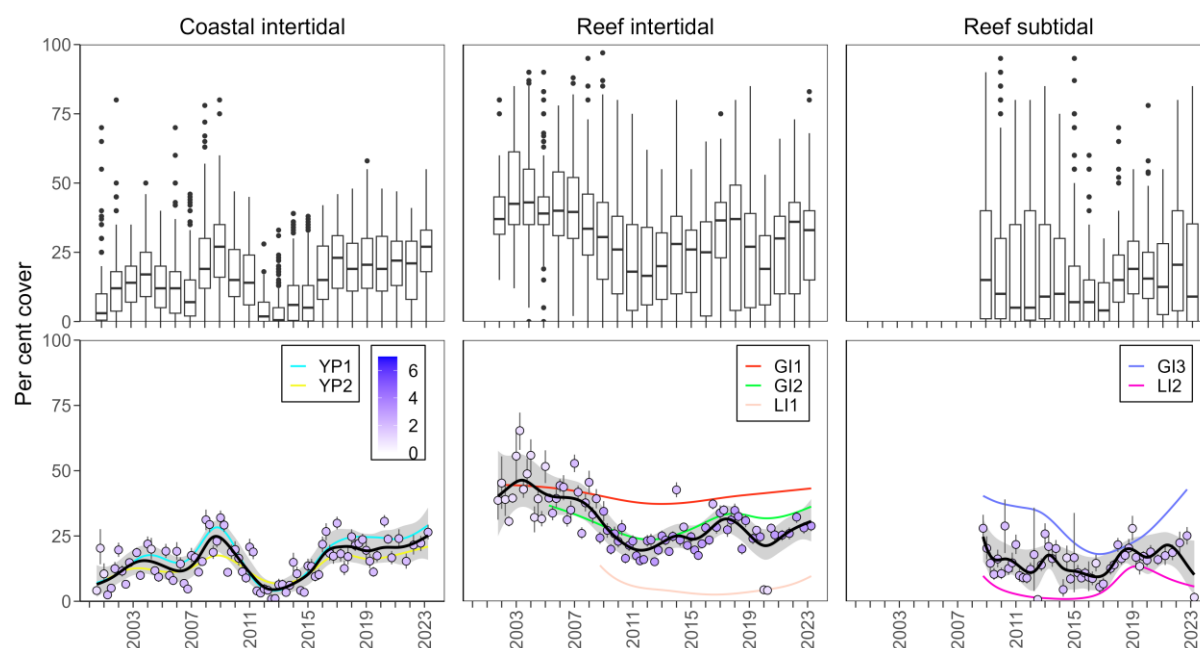 Coastal intertidal
Reef intertidal
Reef subtidal
Per cent cover
100
75
50
25
0
100
75
50
25
0
YP1
YP2
6
4
2
0
GI1
GI2
LI1
GI3
LI2
2003
2007
2011
2015
2019
2023
2003
2007
2011
2015
2019
2023
2003
2007
2011
2015
2019
2023